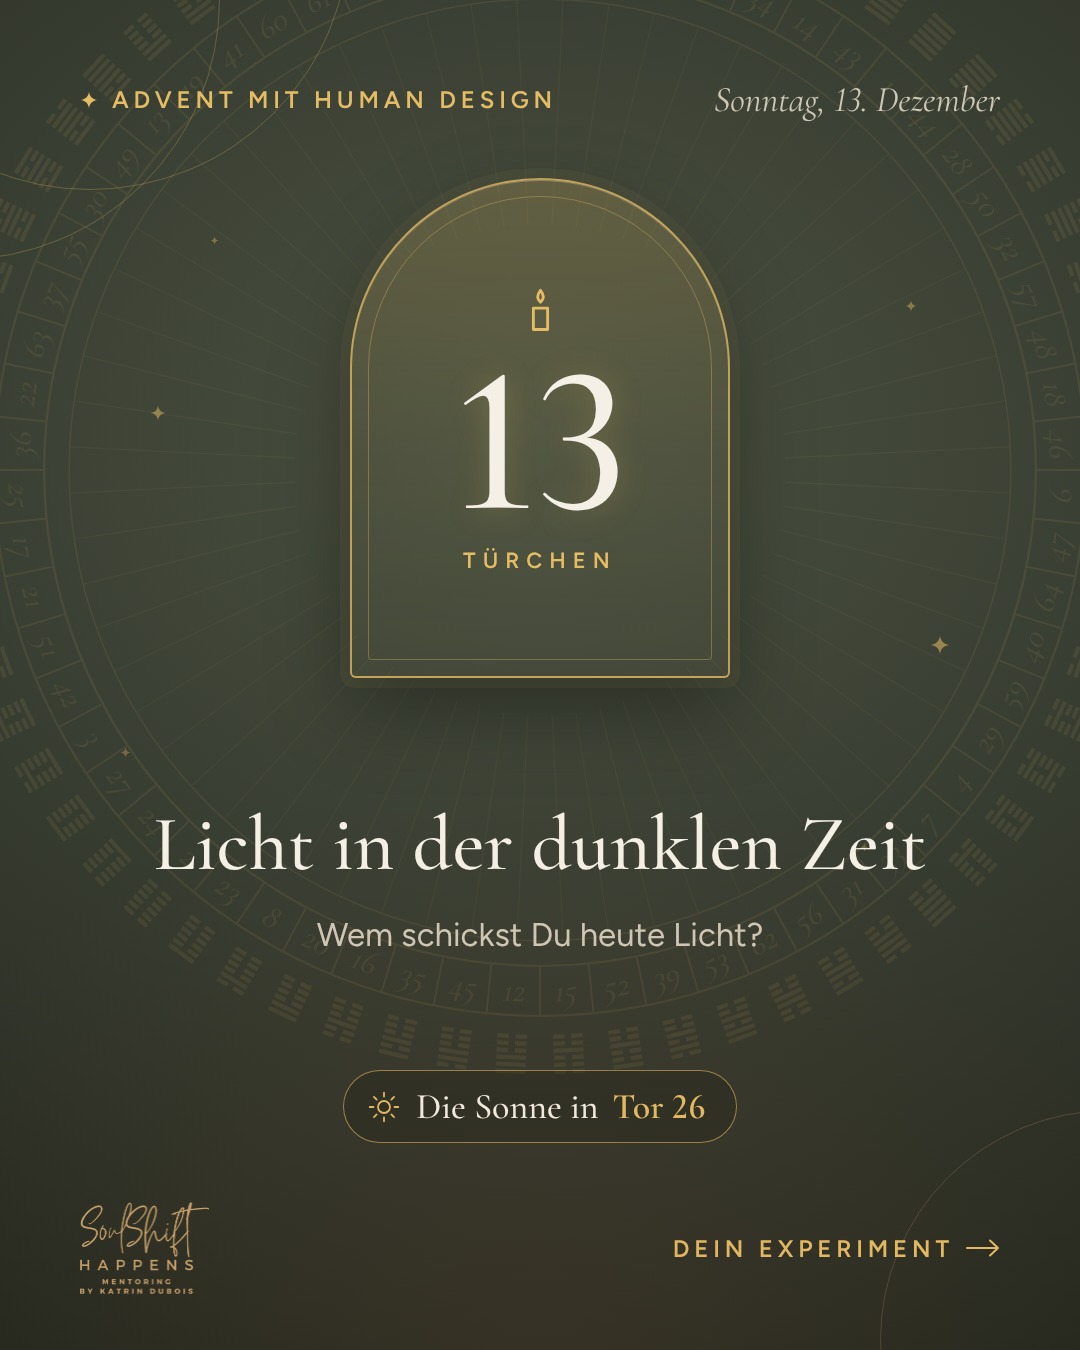 ADVENT MIT HUMAN DESIGN
Sonntag, 13. Dezember
13
TÜRCHEN
Licht in der dunklen Zeit
Wem schickst Du heute Licht?
Die Sonne in Tor 26
SoulShift
HAPPENS
MENTORING
BY KATRIN DUBOIS
DEIN EXPERIMENT →